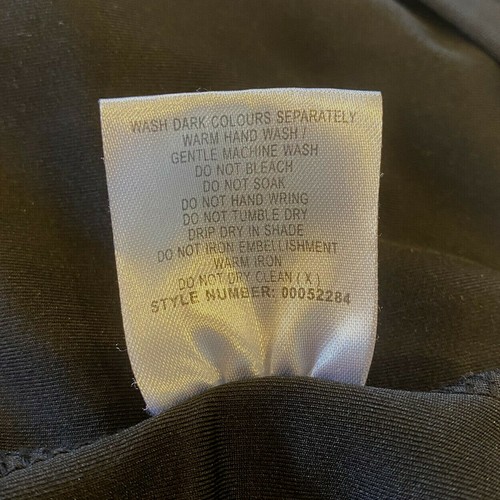 WASH DARK COLOURS SEPARATELY
WARM HAND WASH /
GENTLE MACHINE WASH
DO NOT BLEACH
DO NOT SOAK
DO NOT HAND WRING
DO NOT TUMBLE DRY
DRIP DRY IN SHADE
DO NOT IRON EMBELLISHMENT
WARM IRON
DO NOT DRY CLEAN ( X )
STYLE NUMBER: 00052284